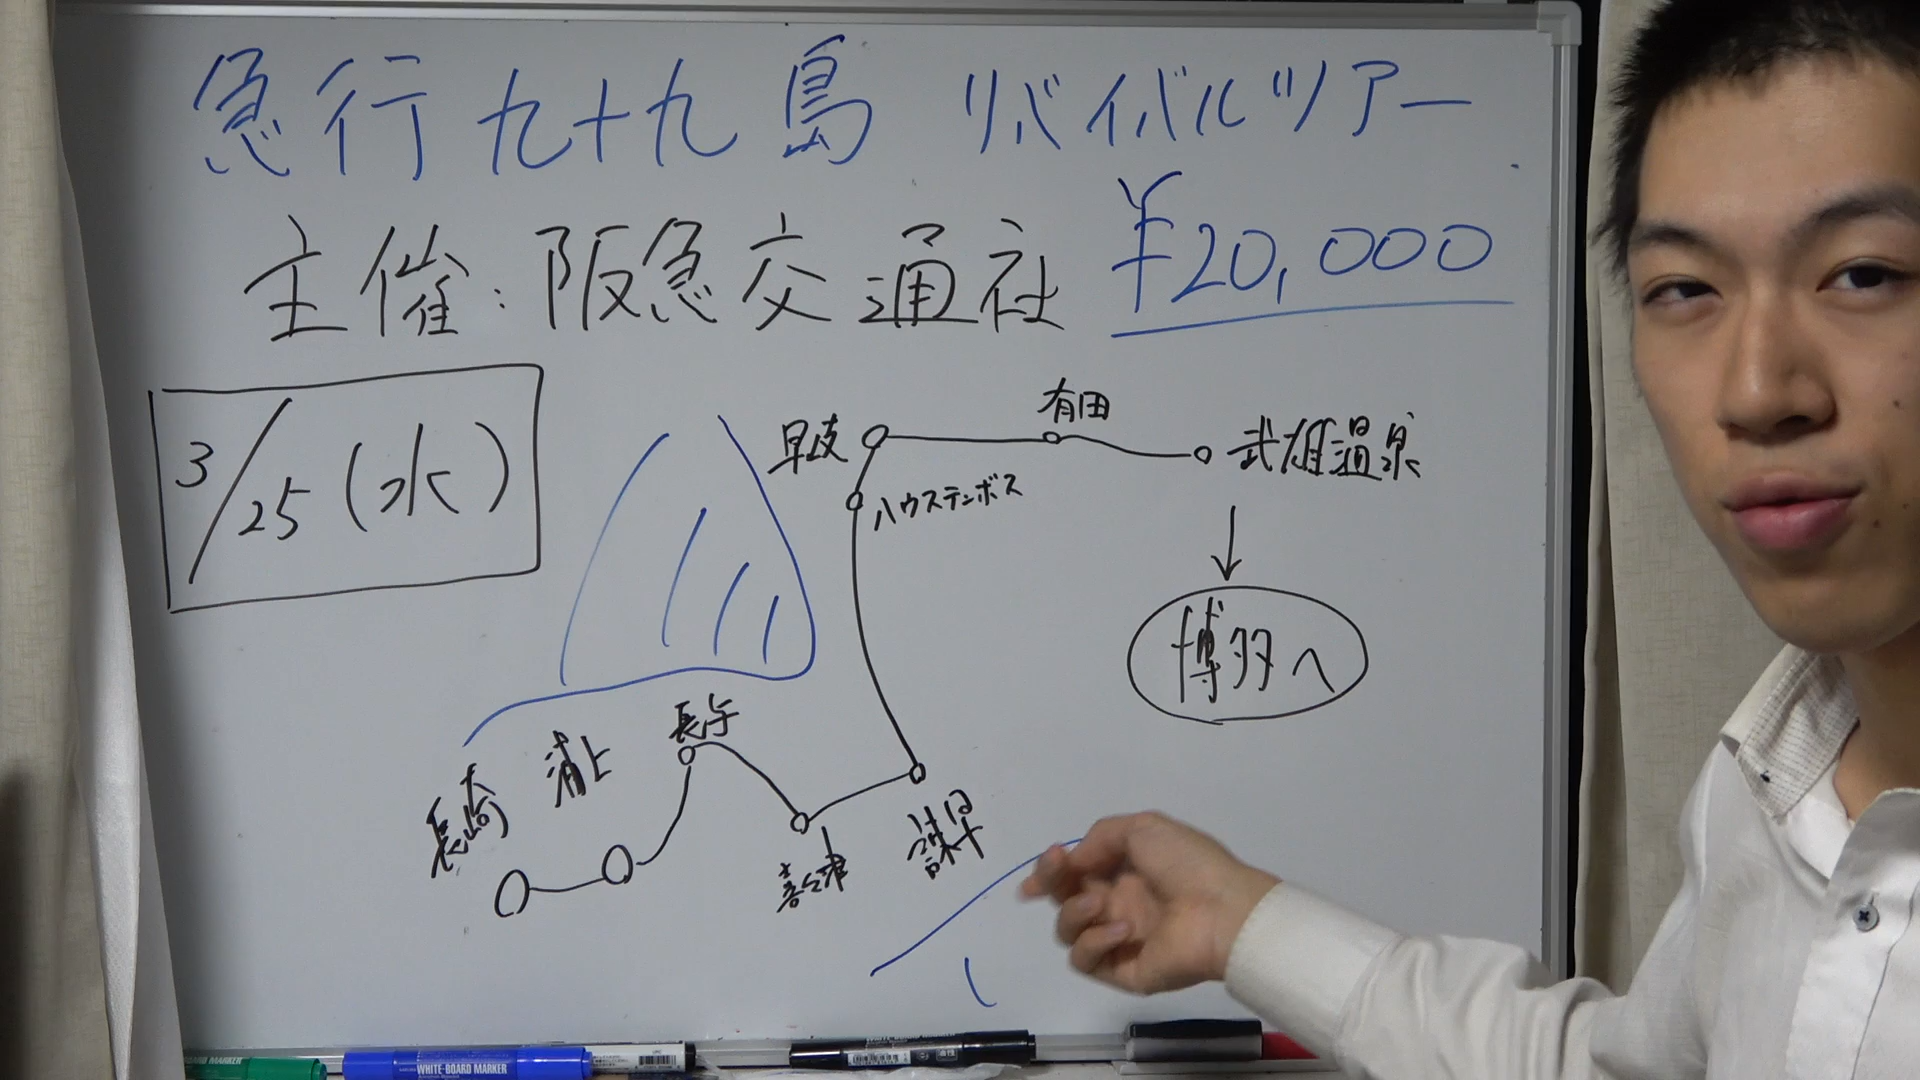 急行九十九島 リバイバルツアー
主催:阪急交通社 ¥20,000
3/25(水)
早岐
有田
武雄温泉
ハウステンボス
博多へ
長与
浦上
長崎
喜々津
諫早
BOARD MARKER
WHITE-BOARD MARKER